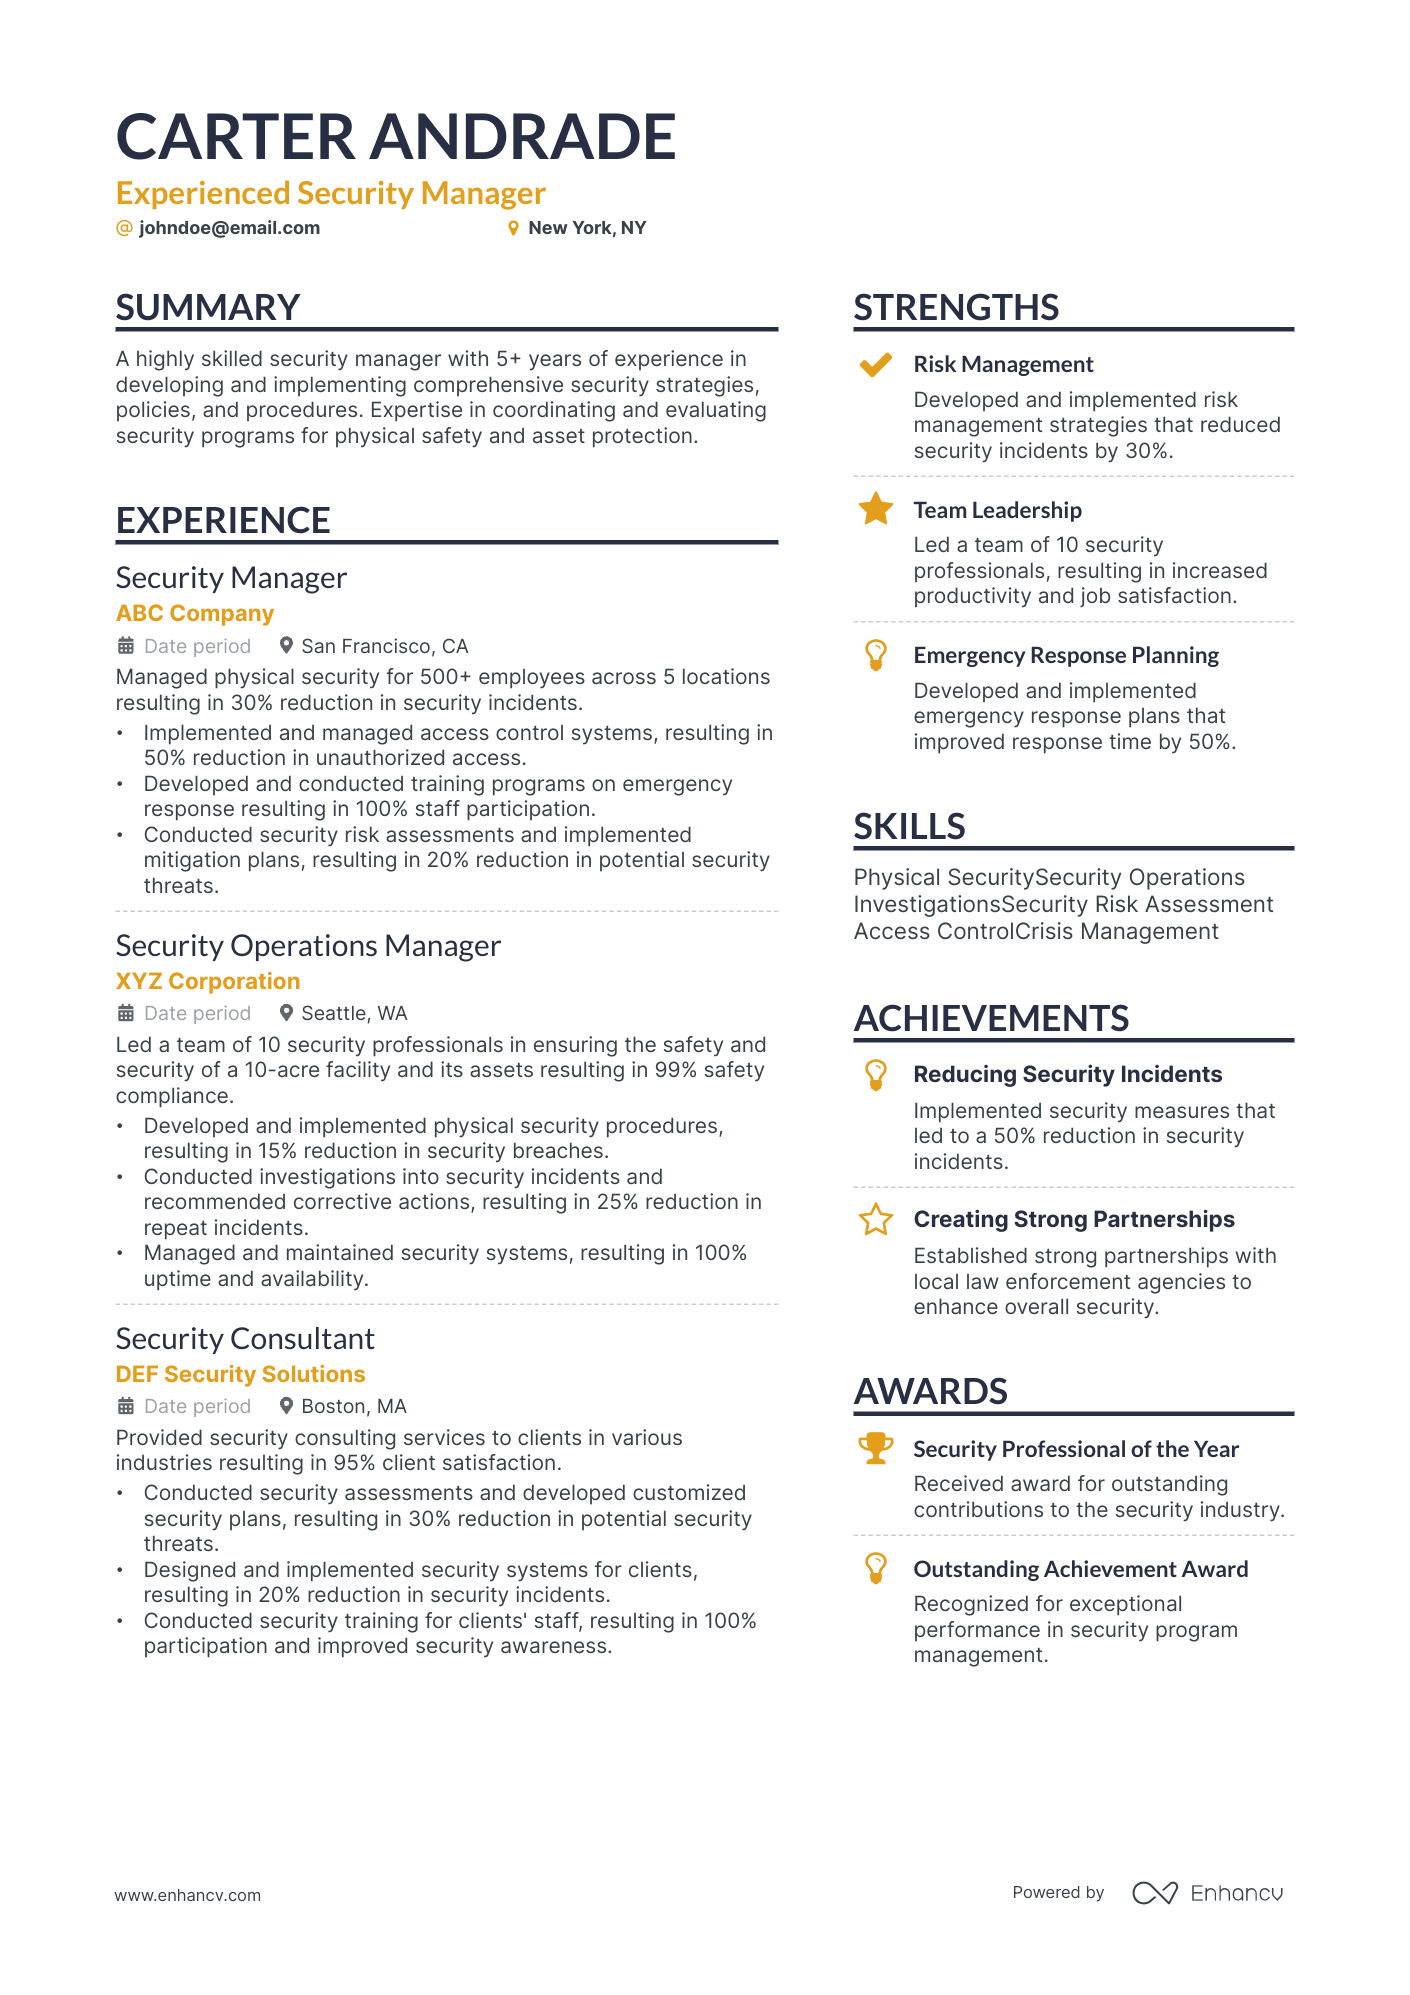 CARTER ANDRADE
Experienced Security Manager
@ johndoe@email.com
New York, NY
SUMMARY
A highly skilled security manager with 5+ years of experience in
developing and implementing comprehensive security strategies,
policies, and procedures. Expertise in coordinating and evaluating
security programs for physical safety and asset protection.
EXPERIENCE
Security Manager
ABC Company
Date period
San Francisco, CA
Managed physical security for 500+ employees across 5 locations
resulting in 30% reduction in security incidents.
• Implemented and managed access control systems, resulting in
50% reduction in unauthorized access.
• Developed and conducted training programs on emergency
response resulting in 100% staff participation.
• Conducted security risk assessments and implemented
mitigation plans, resulting in 20% reduction in potential security
threats.
Security Operations Manager
XYZ Corporation
Date period
Seattle, WA
Led a team of 10 security professionals in ensuring the safety and
security of a 10-acre facility and its assets resulting in 99% safety
compliance.
• Developed and implemented physical security procedures,
resulting in 15% reduction in security breaches.
• Conducted investigations into security incidents and
recommended corrective actions, resulting in 25% reduction in
repeat incidents.
• Managed and maintained security systems, resulting in 100%
uptime and availability.
Security Consultant
DEF Security Solutions
Date period
Boston, MA
Provided security consulting services to clients in various
industries resulting in 95% client satisfaction.
• Conducted security assessments and developed customized
security plans, resulting in 30% reduction in potential security
threats.
• Designed and implemented security systems for clients,
resulting in 20% reduction in security incidents.
• Conducted security training for clients' staff, resulting in 100%
participation and improved security awareness.
STRENGTHS
Risk Management
Developed and implemented risk
management strategies that reduced
security incidents by 30%.
Team Leadership
Led a team of 10 security
professionals, resulting in increased
productivity and job satisfaction.
Emergency Response Planning
Developed and implemented
emergency response plans that
improved response time by 50%.
SKILLS
Physical SecuritySecurity Operations
InvestigationsSecurity Risk Assessment
Access ControlCrisis Management
ACHIEVEMENTS
Reducing Security Incidents
Implemented security measures that
led to a 50% reduction in security
incidents.
Creating Strong Partnerships
Established strong partnerships with
local law enforcement agencies to
enhance overall security.
AWARDS
Security Professional of the Year
Received award for outstanding
contributions to the security industry.
Outstanding Achievement Award
Recognized for exceptional
performance in security program
management.
www.enhancv.com
Powered by
Enhancv